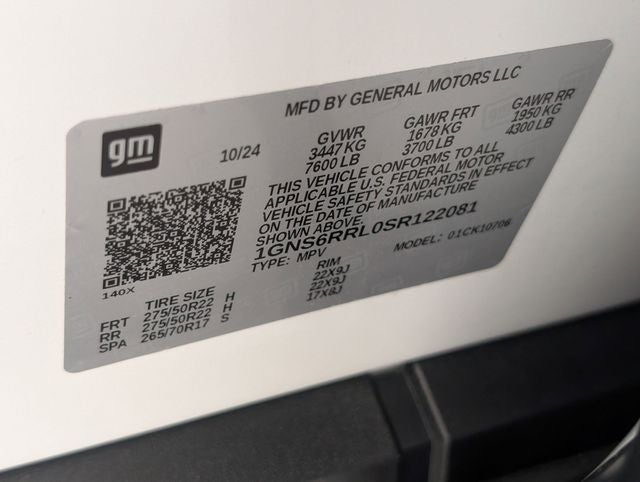 MFD BY GENERAL MOTORS LLC
gm
10/24
GVWR
3447 KG
7600 LB
GAWR FRT
1678 KG
3700 LB
GAWR RR
1950 KG
4300 LB
THIS VEHICLE CONFORMS TO ALL
APPLICABLE U.S. FEDERAL MOTOR
VEHICLE SAFETY STANDARDS IN EFFECT
ON THE DATE OF MANUFACTURE
SHOWN ABOVE.
1GNS6RRL0SR122081
TYPE: MPV
MODEL: 01CK10706
140X
TIRE SIZE RIM
FRT 275/50R22 H 22X9J
RR 275/50R22 H 22X9J
SPA 265/70R17 S 17X8J